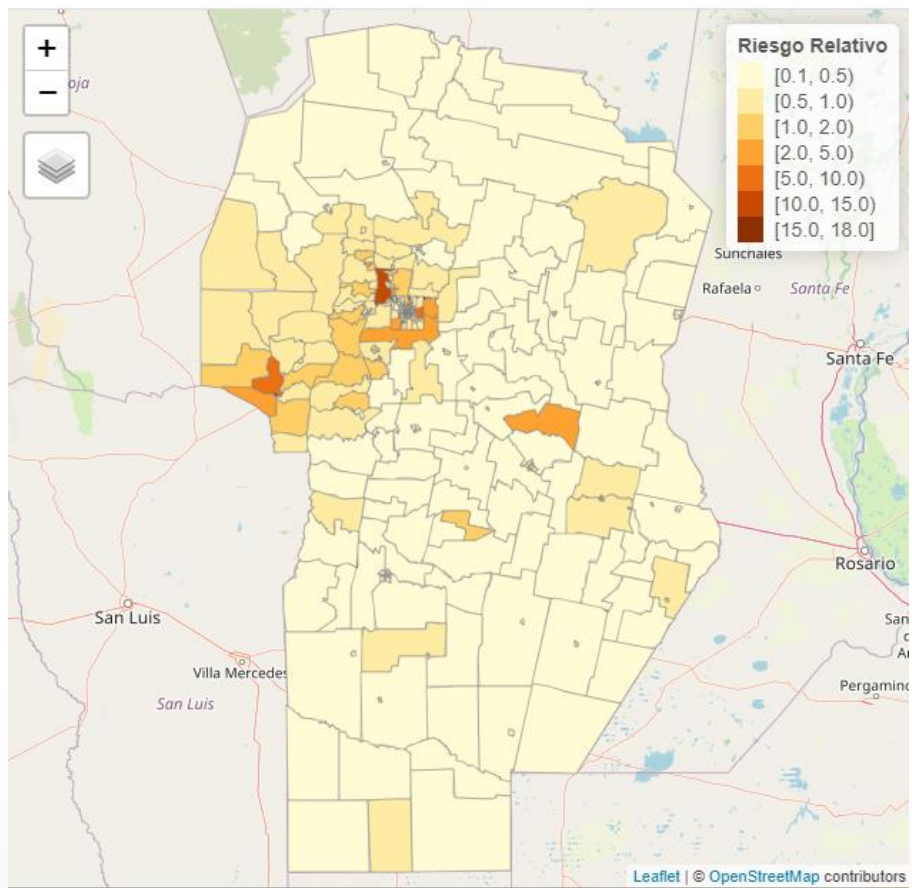 +
−
oja
Riesgo Relativo
[0.1, 0.5)
[0.5, 1.0)
[1.0, 2.0)
[2.0, 5.0)
[5.0, 10.0)
[10.0, 15.0)
[15.0, 18.0]
Sunchales
Rafaela
Santa Fe
Santa Fe
Rosario
San Luis
San
Villa Mercedes
Pergamino
San Luis
Leaflet | © OpenStreetMap contributors